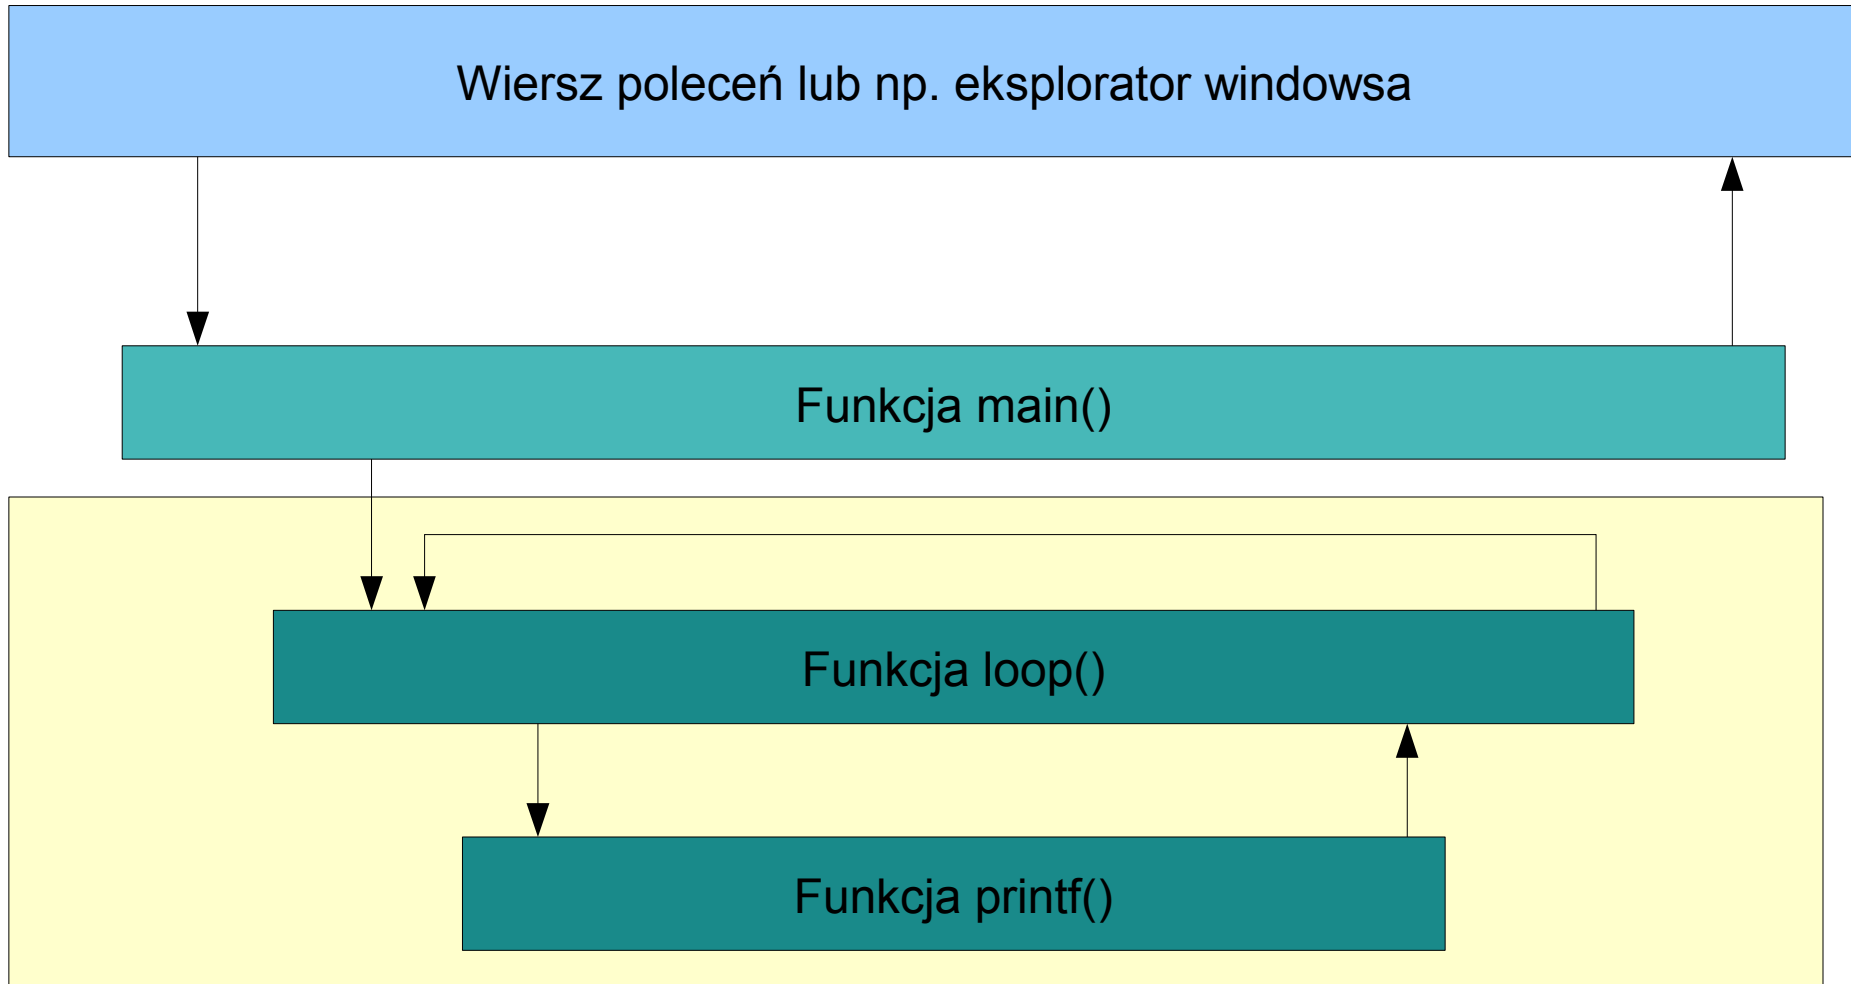 Wiersz poleceń lub np. eksplorator windowsa
Funkcja main()
Funkcja loop()
Funkcja printf()